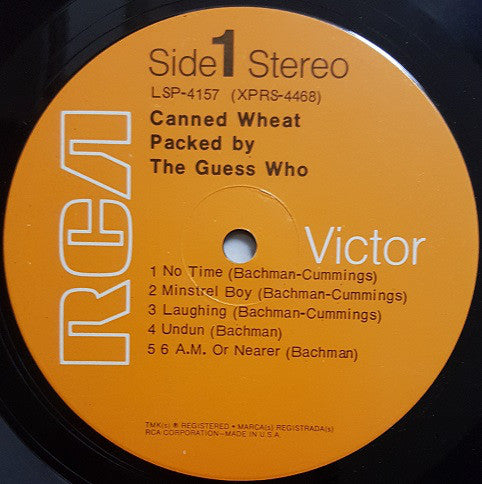 Side 1 Stereo
LSP-4157 (XPRS-4468)
Canned Wheat
Packed by
The Guess Who
RCA
Victor
1 No Time (Bachman-Cummings)
2 Minstrel Boy (Bachman-Cummings)
3 Laughing (Bachman-Cummings)
4 Undun (Bachman)
5 6 A.M. Or Nearer (Bachman)
TMK(s) ® REGISTERED • MARCA(s) REGISTRADA(s)
RCA CORPORATION—MADE IN U.S.A.